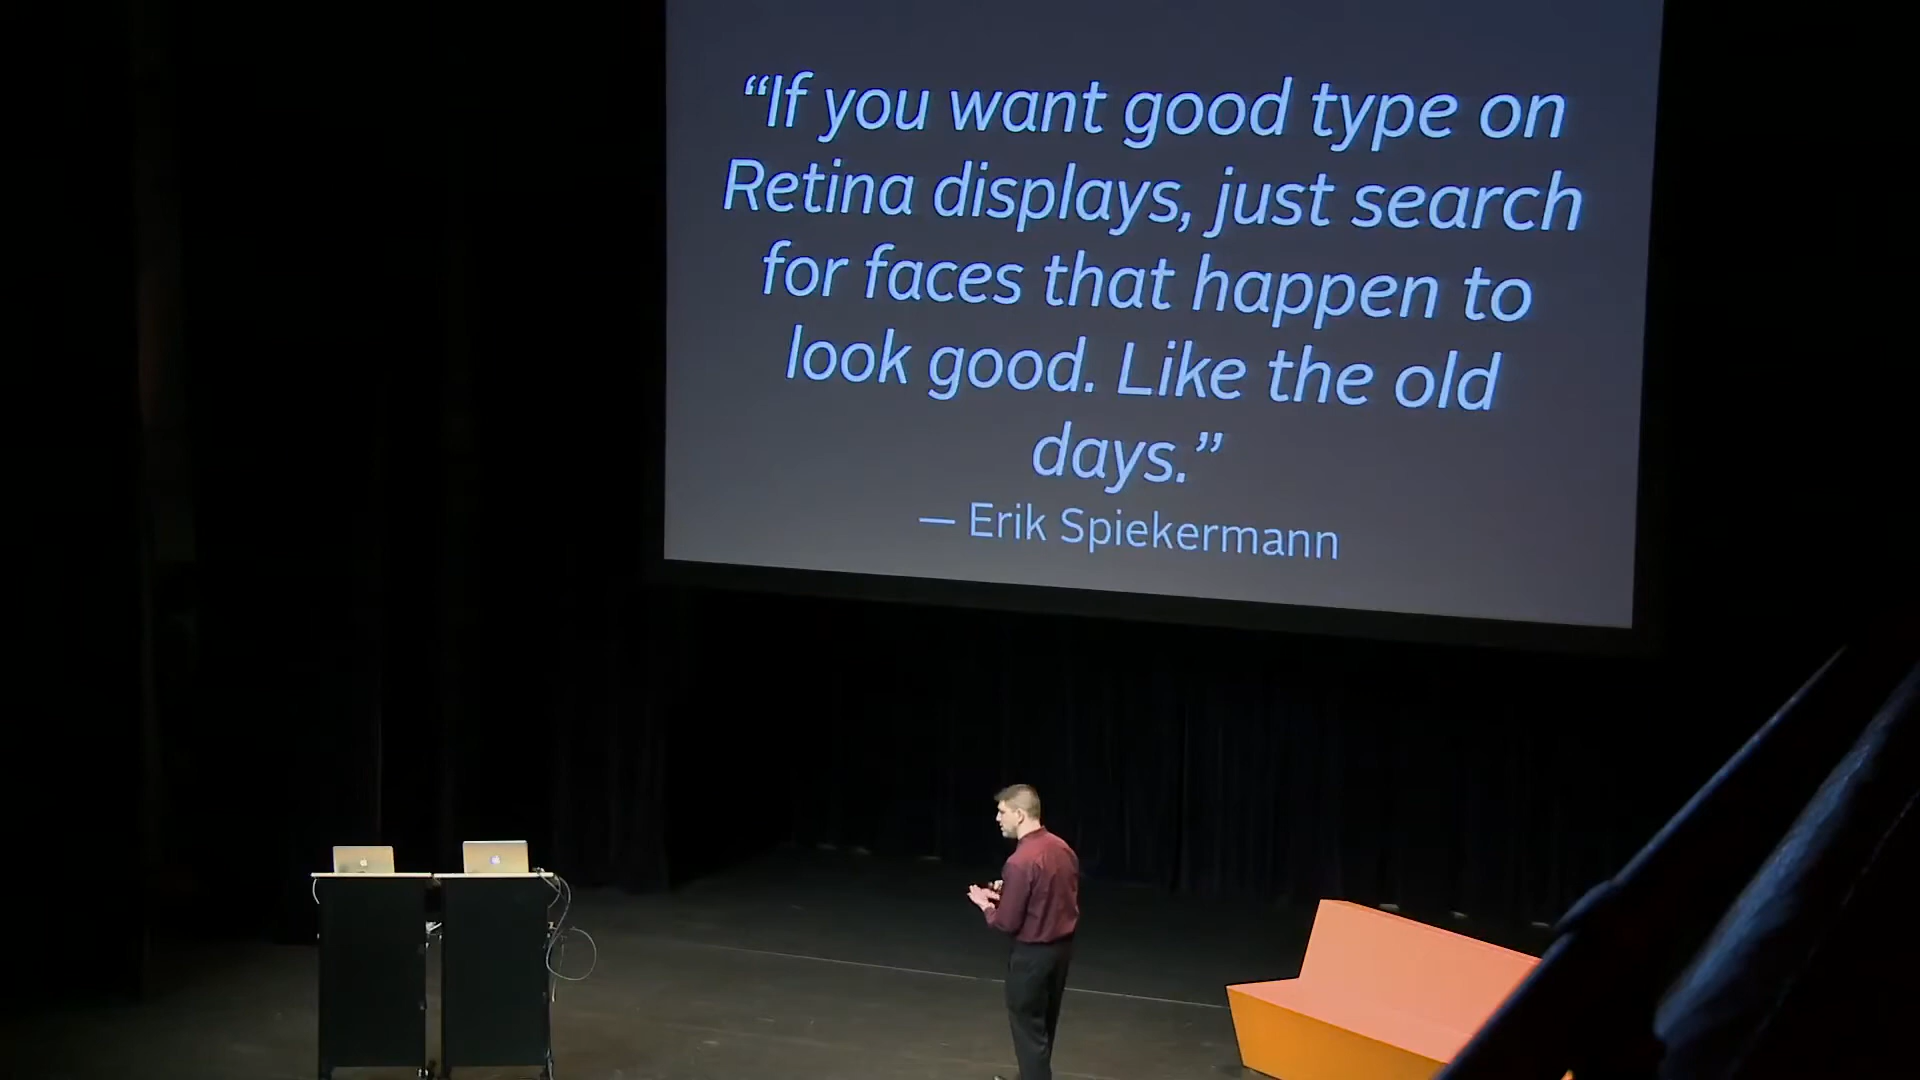 “If you want good type on
Retina displays, just search
for faces that happen to
look good. Like the old
days.”
— Erik Spiekermann